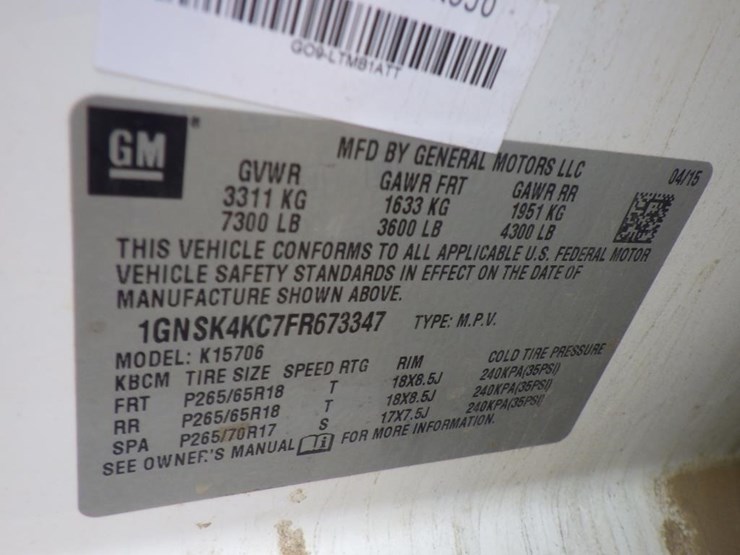 GO9-LTMB1ATT
GM
MFD BY GENERAL MOTORS LLC
04/15
GVWR GAWR FRT GAWR RR
3311 KG 1633 KG 1951 KG
7300 LB 3600 LB 4300 LB
THIS VEHICLE CONFORMS TO ALL APPLICABLE U.S. FEDERAL MOTOR
VEHICLE SAFETY STANDARDS IN EFFECT ON THE DATE OF
MANUFACTURE SHOWN ABOVE.
1GNSK4KC7FR673347 TYPE: M.P.V.
MODEL: K15706
KBCM TIRE SIZE SPEED RTG RIM COLD TIRE PRESSURE
FRT P265/65R18 T 18X8.5J 240KPA(35PSI)
RR P265/65R18 T 18X8.5J 240KPA(35PSI)
SPA P265/70R17 S 17X7.5J 240KPA(35PSI)
SEE OWNER'S MANUAL FOR MORE INFORMATION.